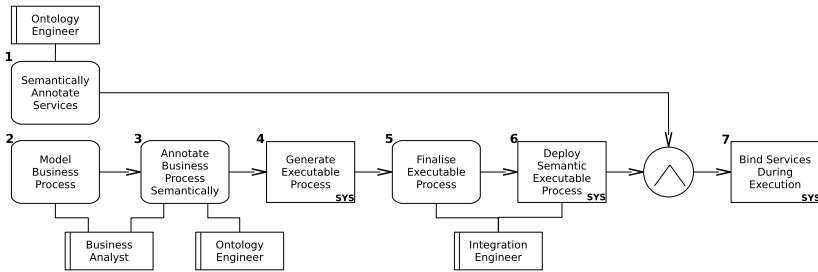 Ontology
Engineer
1
Semantically
Annotate
Services
2
Model
Business
Process
3
Annotate
Business
Process
Semantically
4
Generate
Executable
Process
SYS
5
Finalise
Executable
Process
6
Deploy
Semantic
Executable
Process
SYS
7
Bind Services
During
Execution
SYS
Business
Analyst
Ontology
Engineer
Integration
Engineer